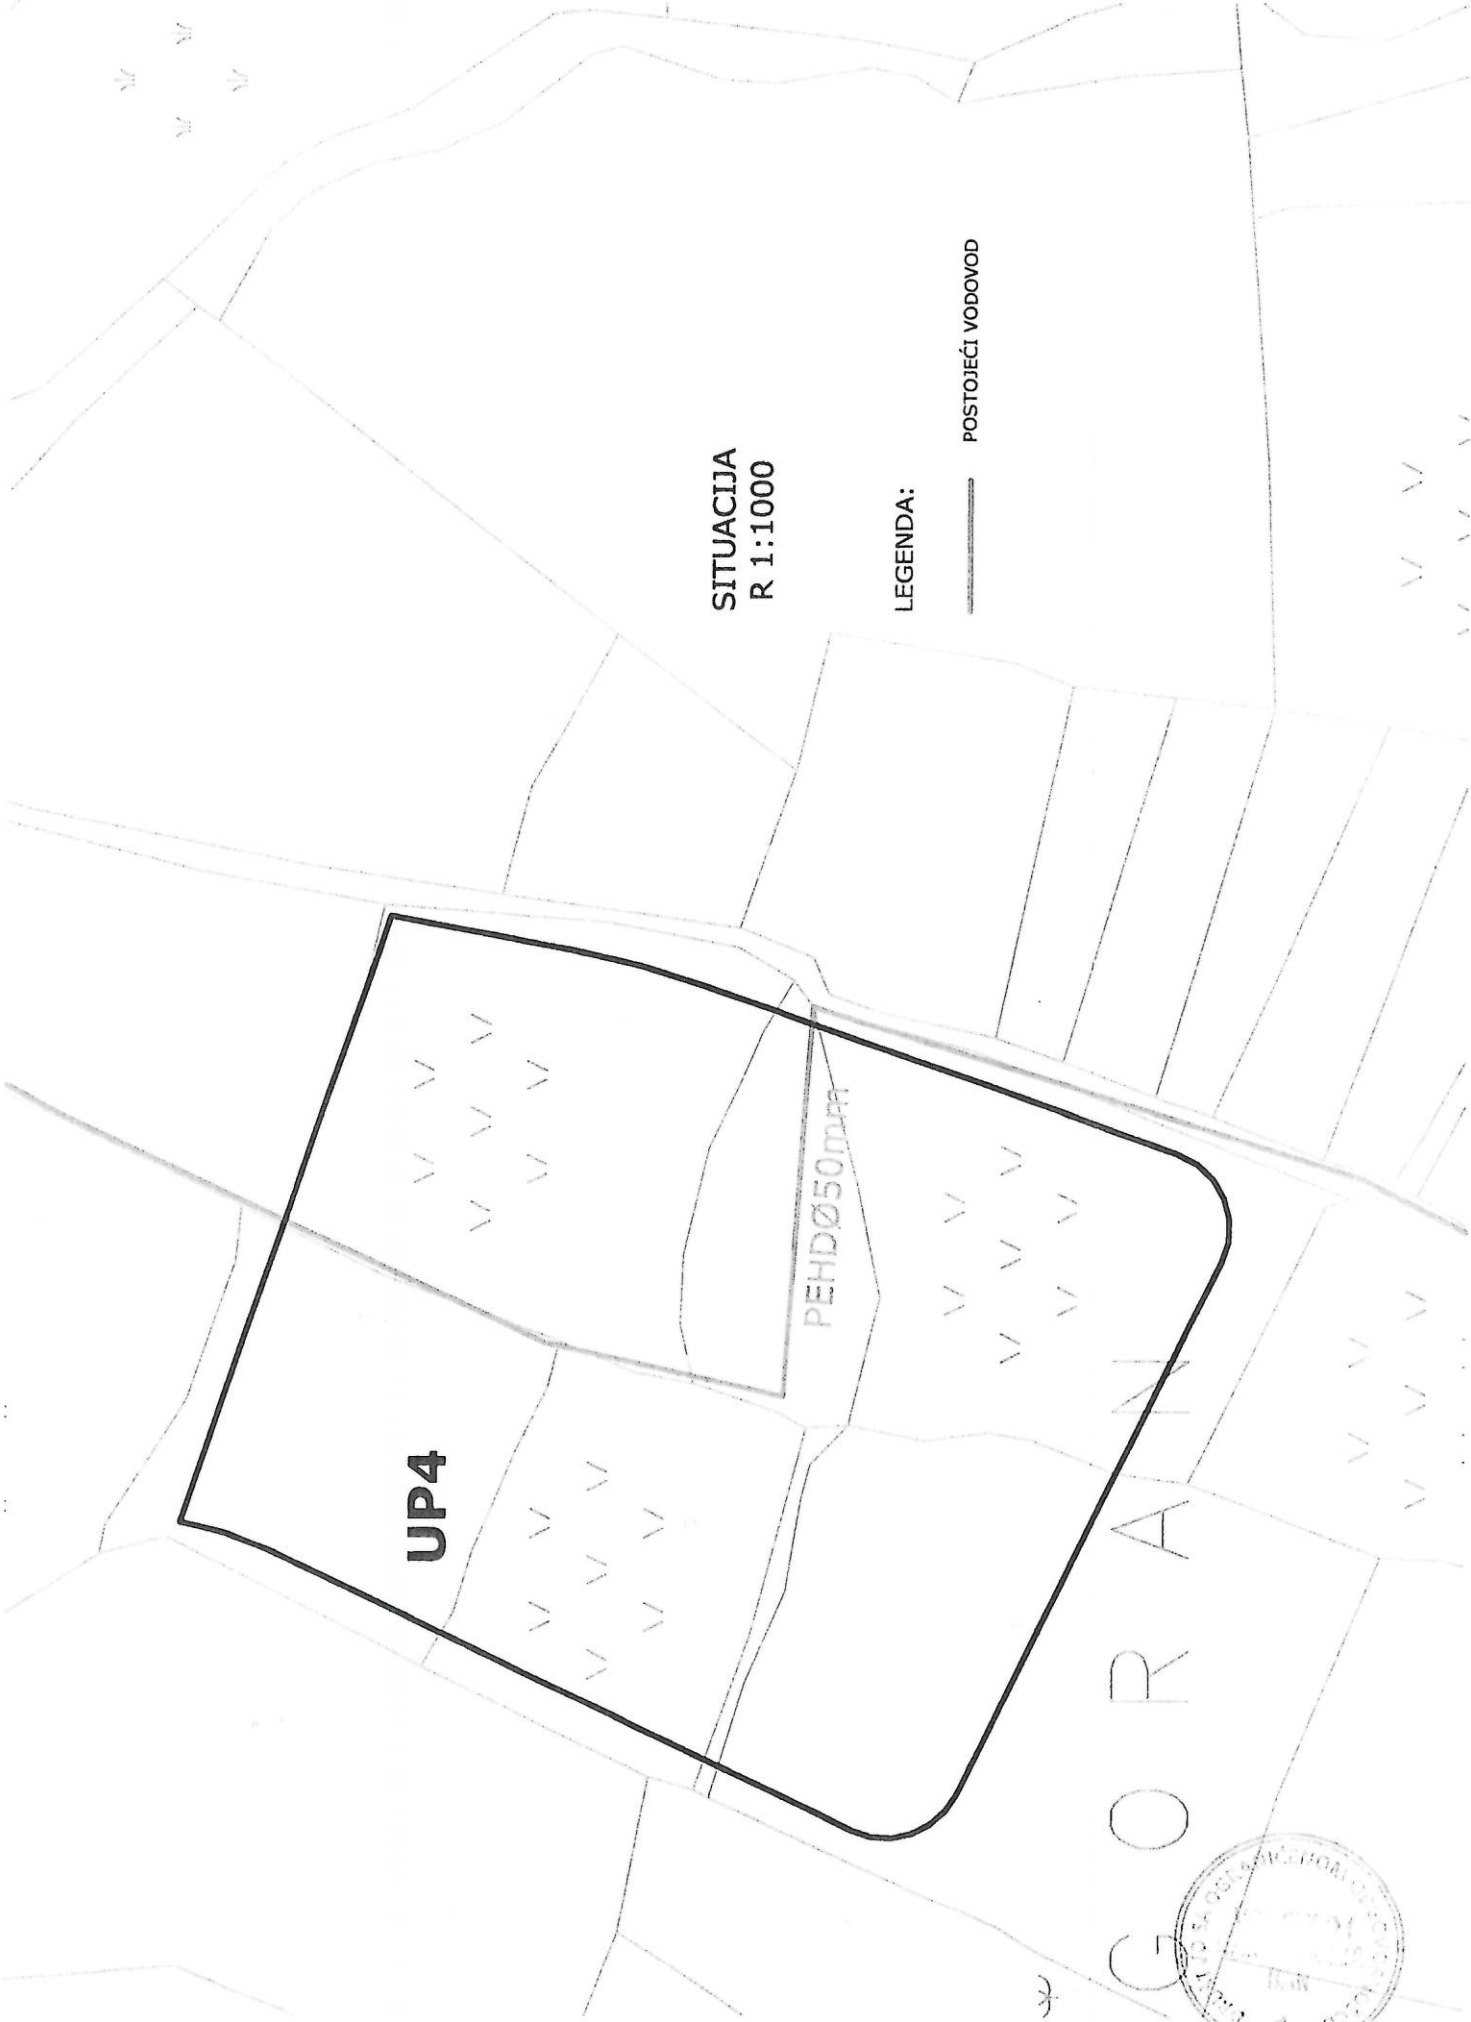 SITUACIJA
R 1:1000
LEGENDA:
POSTOJEĆI VODOVOD
UP4
PEHDØ50mm
G O R A N